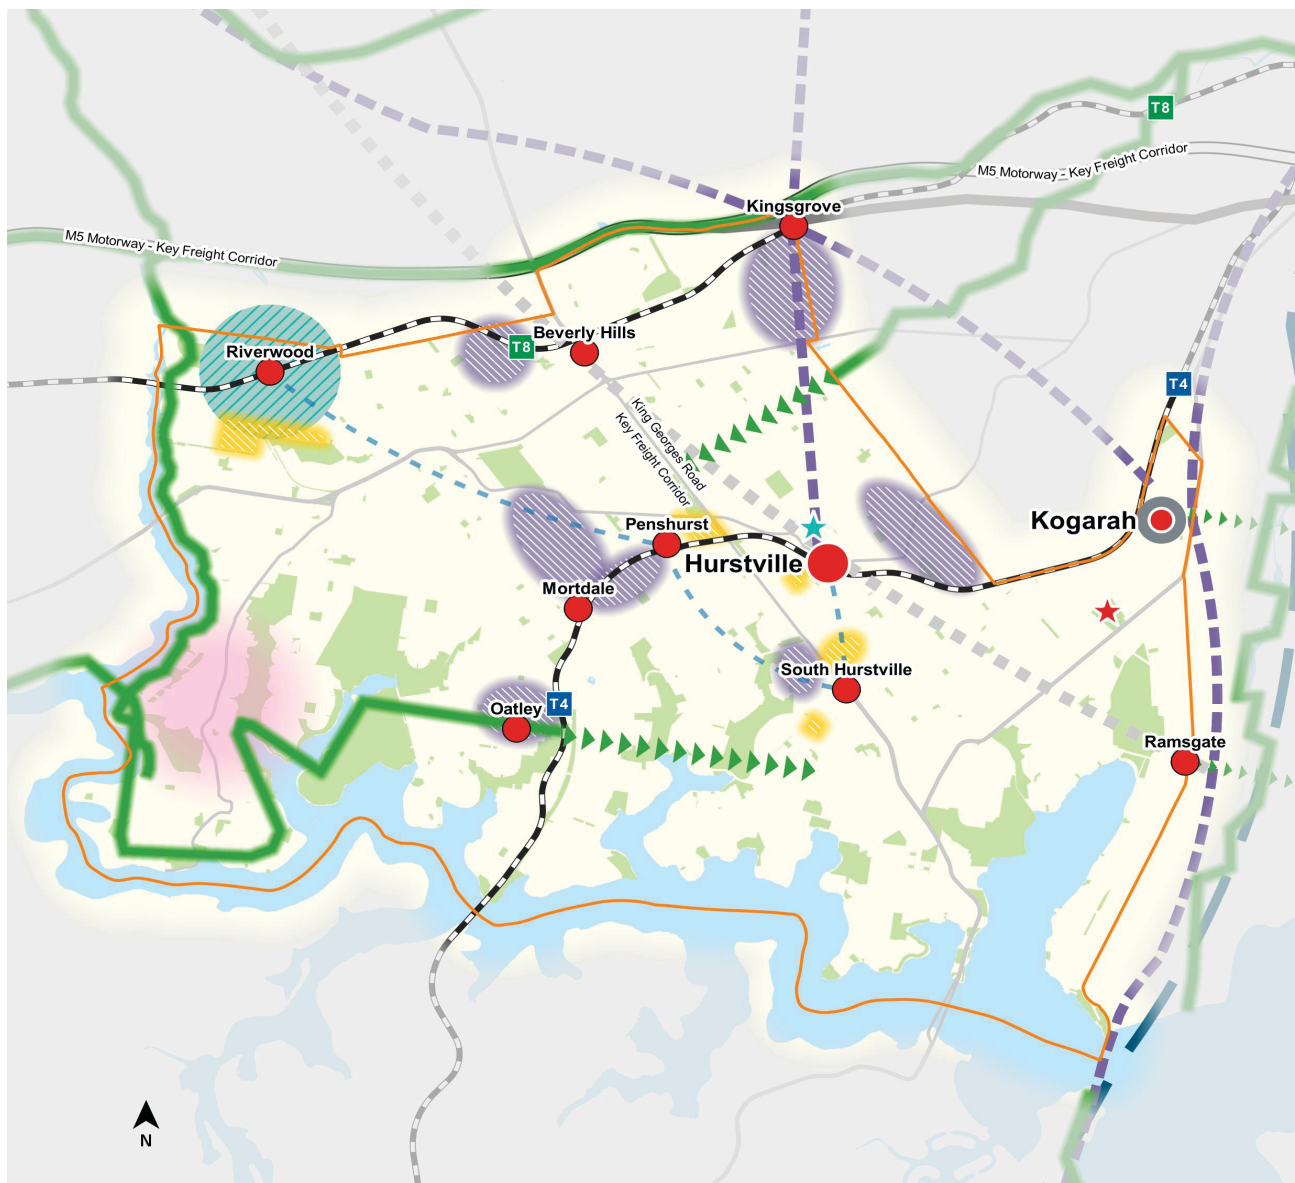 T8
M5 Motorway - Key Freight Corridor
Kingsgrove
M5 Motorway - Key Freight Corridor
Beverly Hills
T8
Riverwood
T4
King Georges Road
Key Freight Corridor
Penshurst
Kogarah
Hurstville
Mortdale
South Hurstville
T4
Oatley
Ramsgate
N